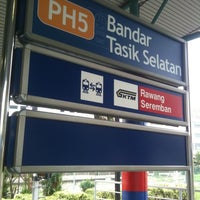 PH5
Bandar
Tasik Selatan
KTM
Rawang
Seremban